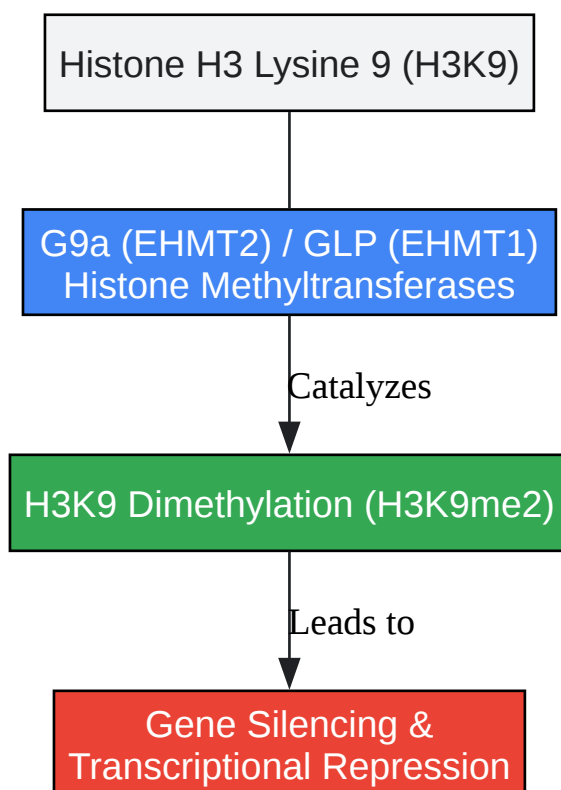 Histone H3 Lysine 9 (H3K9)
G9a (EHMT2) / GLP (EHMT1)
Histone Methyltransferases
Catalyzes
H3K9 Dimethylation (H3K9me2)
Leads to
Gene Silencing &
Transcriptional Repression